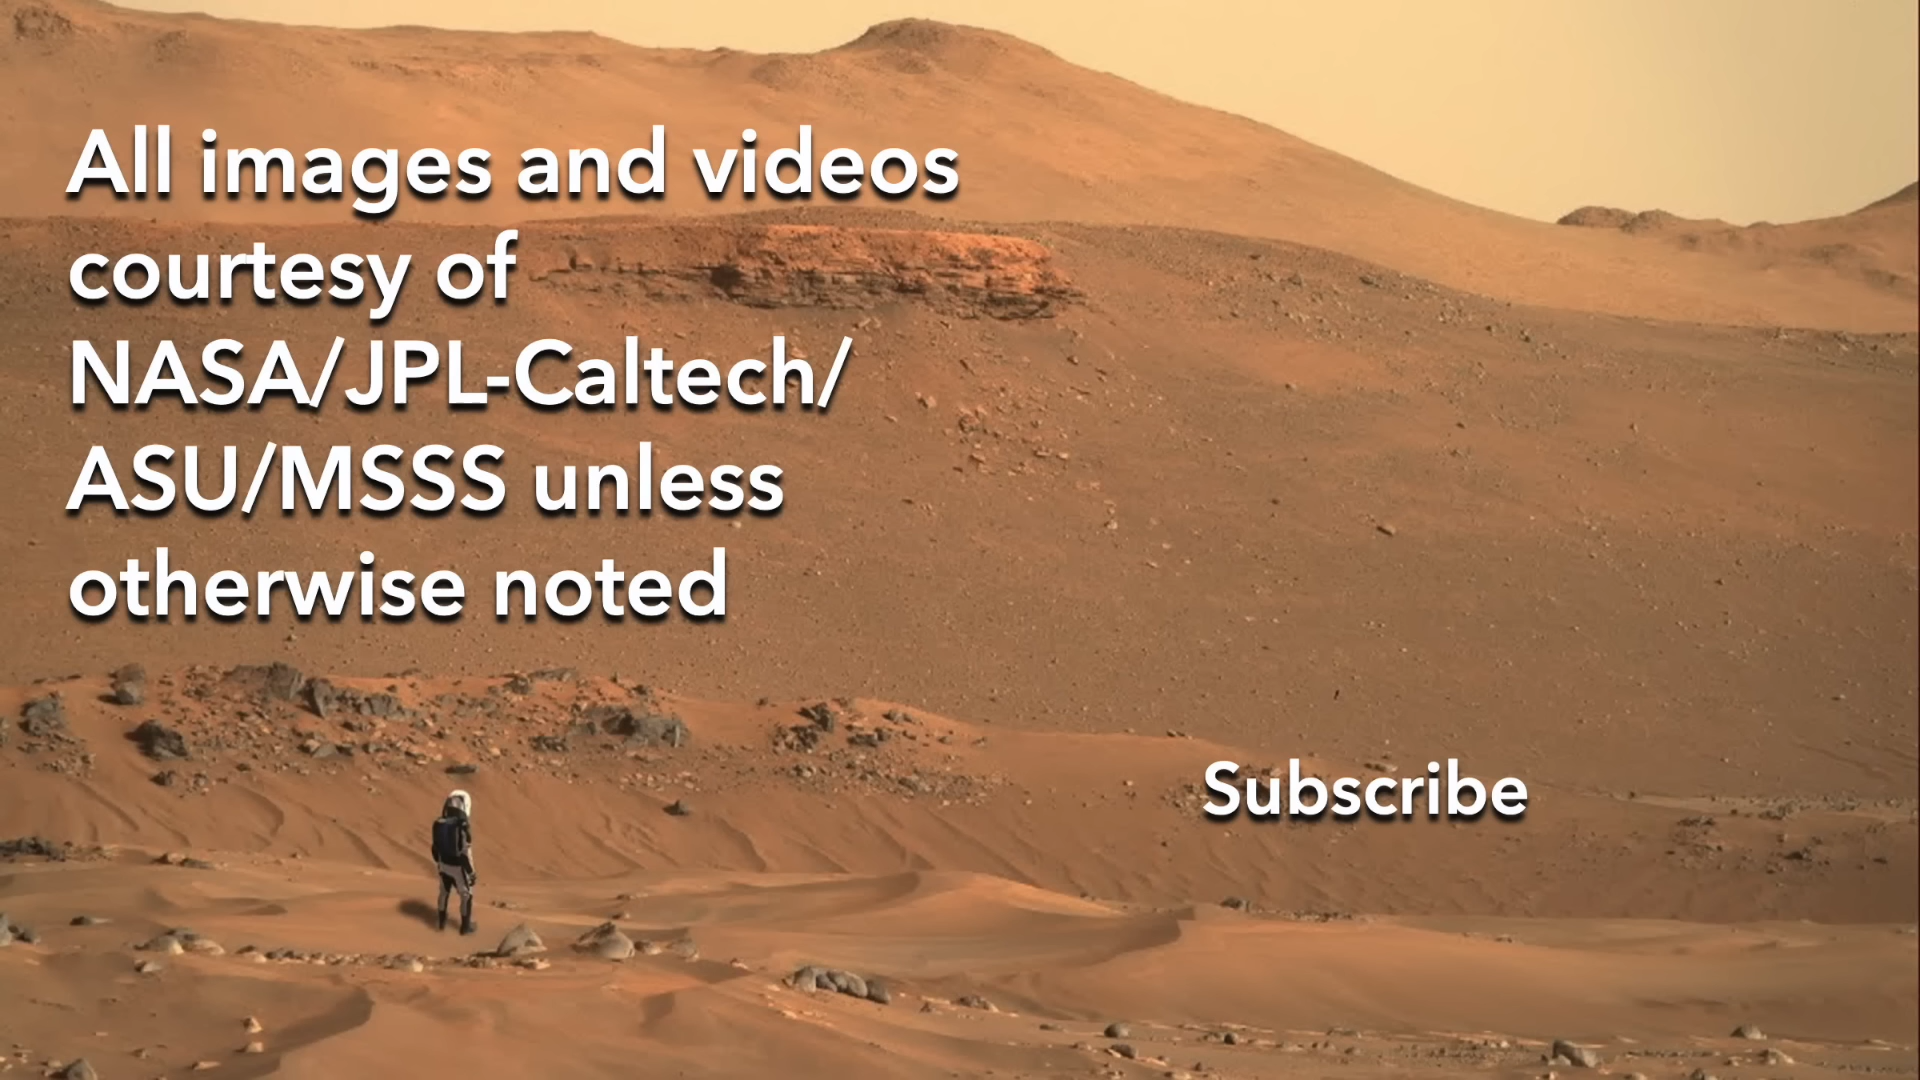 All images and videos
courtesy of
NASA/JPL-Caltech/
ASU/MSSS unless
otherwise noted
Subscribe